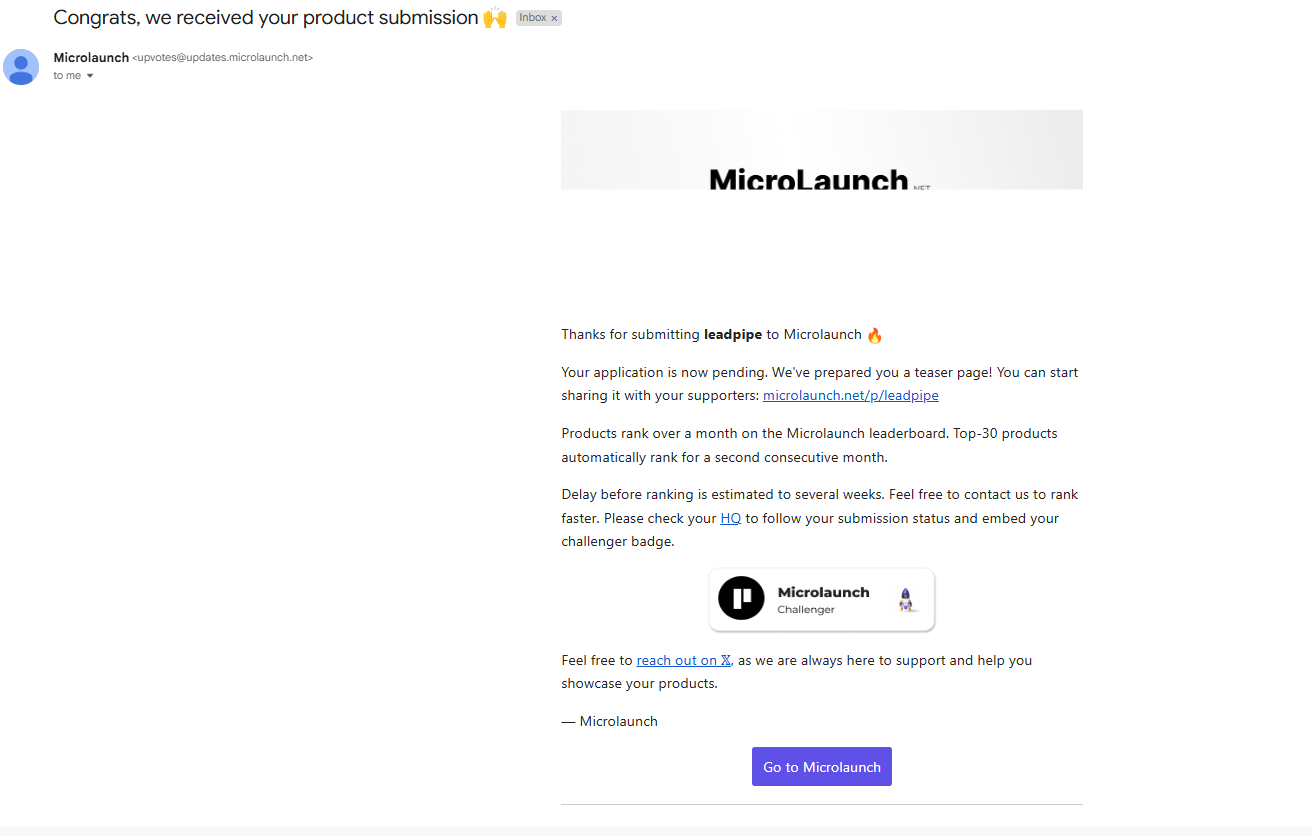 Congrats, we received your product submission 🙌 Inbox ×
Microlaunch <upvotes@updates.microlaunch.net>
to me
MicroLaunch .NET
Thanks for submitting leadpipe to Microlaunch 🔥
Your application is now pending. We've prepared you a teaser page! You can start
sharing it with your supporters: microlaunch.net/p/leadpipe
Products rank over a month on the Microlaunch leaderboard. Top-30 products
automatically rank for a second consecutive month.
Delay before ranking is estimated to several weeks. Feel free to contact us to rank
faster. Please check your HQ to follow your submission status and embed your
challenger badge.
Microlaunch
Challenger
Feel free to reach out on 𝕏, as we are always here to support and help you
showcase your products.
— Microlaunch
Go to Microlaunch